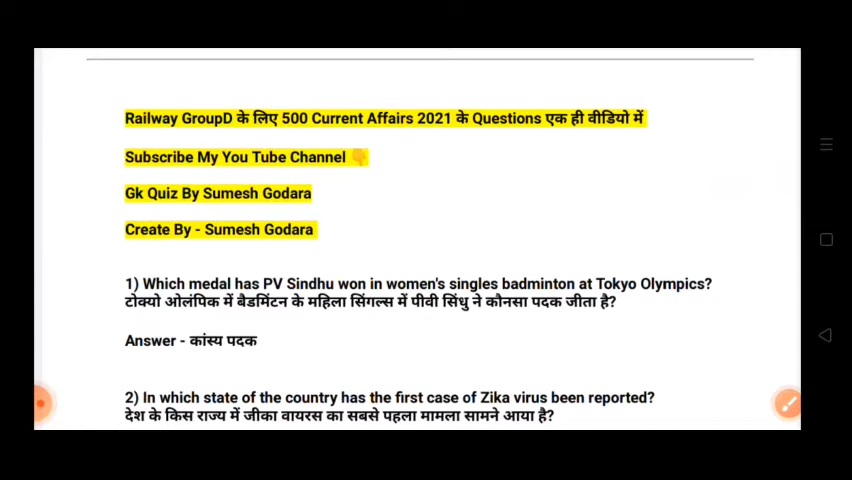 Railway GroupD के लिए 500 Current Affairs 2021 के Questions एक ही वीडियो में
Subscribe My You Tube Channel 👇
Gk Quiz By Sumesh Godara
Create By - Sumesh Godara
1) Which medal has PV Sindhu won in women's singles badminton at Tokyo Olympics?
टोक्यो ओलंपिक में बैडमिंटन के महिला सिंगल्स में पीवी सिंधु ने कौनसा पदक जीता है?
Answer - कांस्य पदक
2) In which state of the country has the first case of Zika virus been reported?
देश के किस राज्य में जीका वायरस का सबसे पहला मामला सामने आया है?